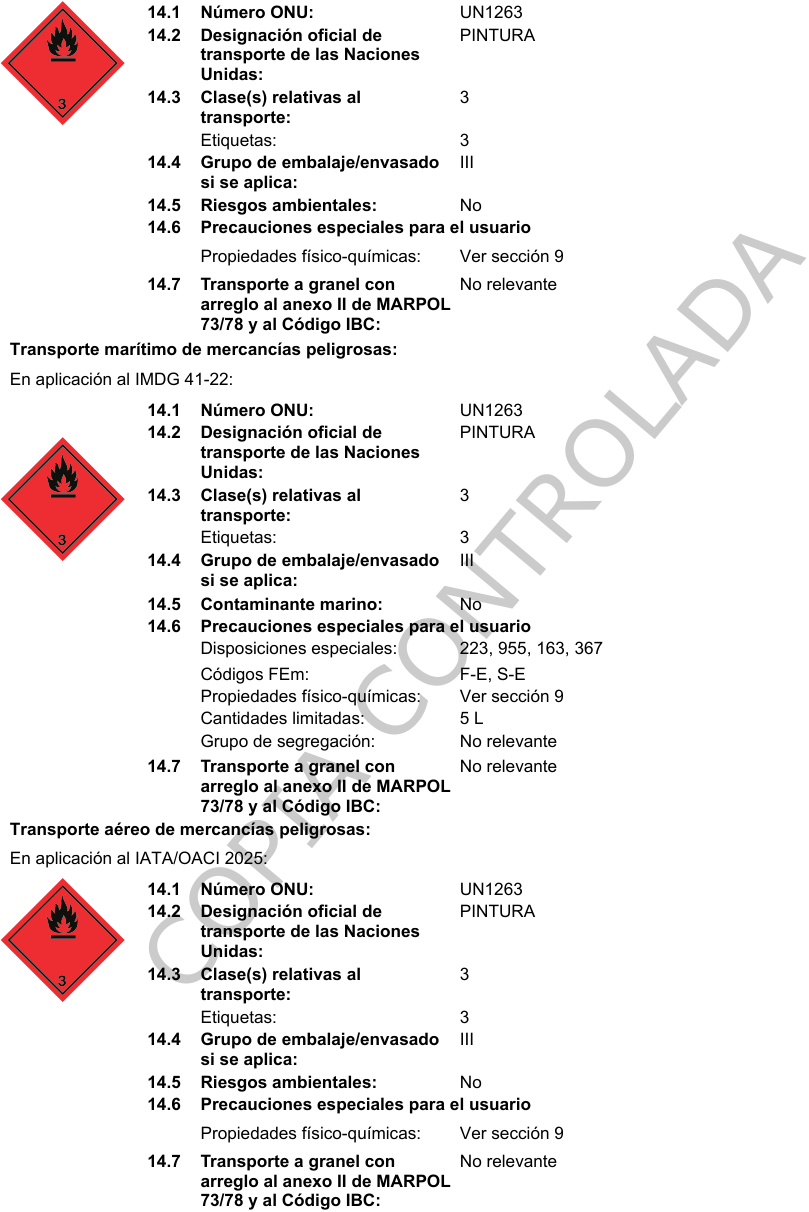 14.1 Número ONU: UN1263
14.2 Designación oficial de PINTURA
transporte de las Naciones
Unidas:
14.3 Clase(s) relativas al 3
transporte:
Etiquetas: 3
14.4 Grupo de embalaje/envasado III
si se aplica:
14.5 Riesgos ambientales: No
14.6 Precauciones especiales para el usuario
Propiedades físico-químicas: Ver sección 9
14.7 Transporte a granel con No relevante
arreglo al anexo II de MARPOL
73/78 y al Código IBC:
3
Transporte marítimo de mercancías peligrosas:
En aplicación al IMDG 41-22:
14.1 Número ONU: UN1263
14.2 Designación oficial de PINTURA
transporte de las Naciones
Unidas:
14.3 Clase(s) relativas al 3
transporte:
Etiquetas: 3
14.4 Grupo de embalaje/envasado III
si se aplica:
14.5 Contaminante marino: No
14.6 Precauciones especiales para el usuario
Disposiciones especiales: 223, 955, 163, 367
Códigos FEm: F-E, S-E
Propiedades físico-químicas: Ver sección 9
Cantidades limitadas: 5 L
Grupo de segregación: No relevante
14.7 Transporte a granel con No relevante
arreglo al anexo II de MARPOL
73/78 y al Código IBC:
3
Transporte aéreo de mercancías peligrosas:
En aplicación al IATA/OACI 2025:
14.1 Número ONU: UN1263
14.2 Designación oficial de PINTURA
transporte de las Naciones
Unidas:
14.3 Clase(s) relativas al 3
transporte:
Etiquetas: 3
14.4 Grupo de embalaje/envasado III
si se aplica:
14.5 Riesgos ambientales: No
14.6 Precauciones especiales para el usuario
Propiedades físico-químicas: Ver sección 9
14.7 Transporte a granel con No relevante
arreglo al anexo II de MARPOL
73/78 y al Código IBC:
3
COPIA CONTROLADA